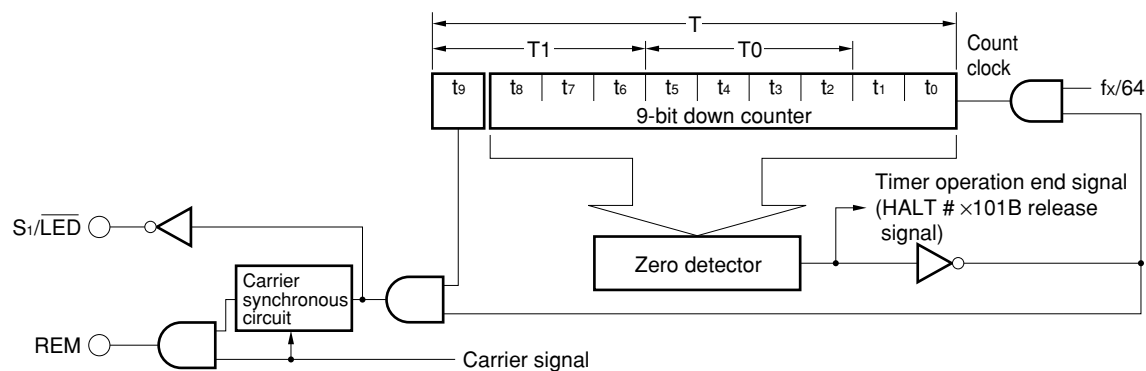 T
T1
T0
Count
clock
t9
t8
t7
t6
t5
t4
t3
t2
t1
t0
9-bit down counter
fX/64
Timer operation end signal
(HALT # ×101B release
signal)
S1/LED
Zero detector
Carrier
synchronous
circuit
REM
Carrier signal